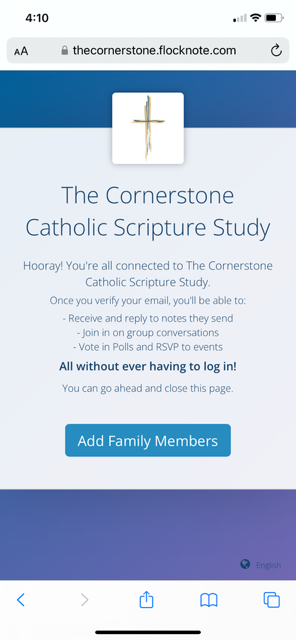 4:10
AA thecornerstone.flocknote.com
The Cornerstone
Catholic Scripture Study
Hooray! You're all connected to The Cornerstone
Catholic Scripture Study.
Once you verify your email, you'll be able to:
- Receive and reply to notes they send
- Join in on group conversations
- Vote in Polls and RSVP to events
All without ever having to log in!
You can go ahead and close this page.
Add Family Members
English